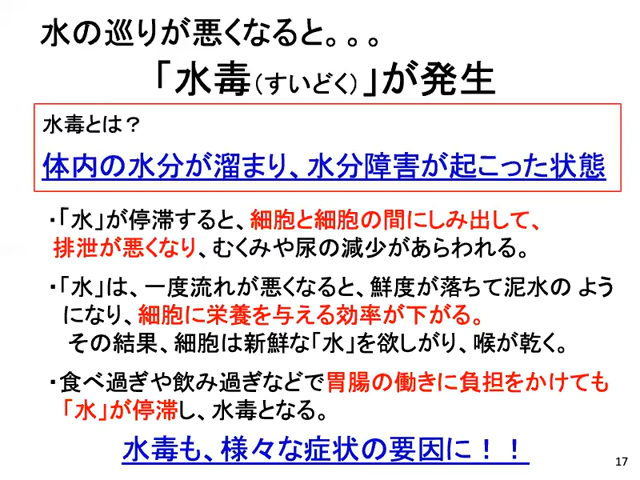 水の巡りが悪くなると。。。
「水毒（すいどく）」が発生
水毒とは？
体内の水分が溜まり、水分障害が起こった状態
・「水」が停滞すると、細胞と細胞の間にしみ出して、
排泄が悪くなり、むくみや尿の減少があらわれる。
・「水」は、一度流れが悪くなると、鮮度が落ちて泥水の よう
になり、細胞に栄養を与える効率が下がる。
その結果、細胞は新鮮な「水」を欲しがり、喉が乾く。
・食べ過ぎや飲み過ぎなどで胃腸の働きに負担をかけても
「水」が停滞し、水毒となる。
水毒も、様々な症状の要因に！！
17